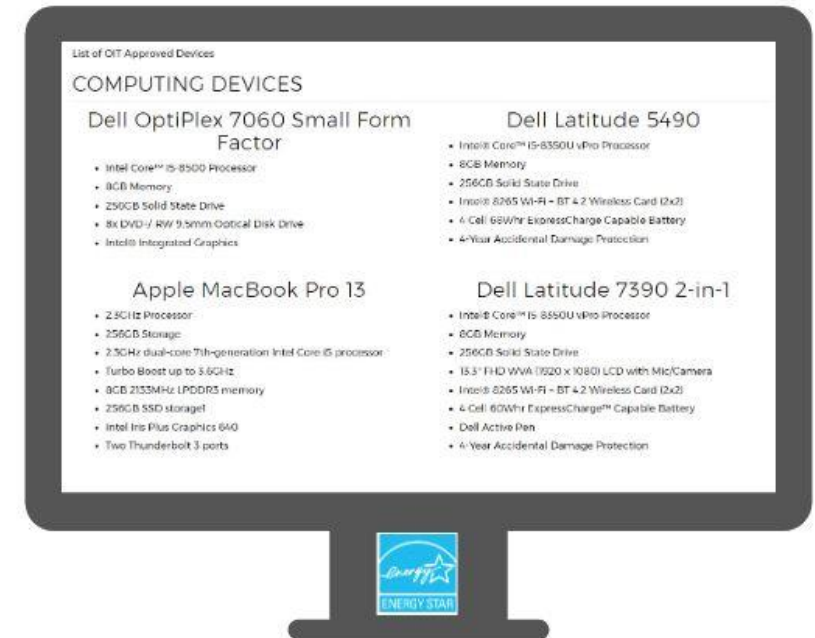 List of OIT Approved Devices
COMPUTING DEVICES
Dell OptiPlex 7060 Small Form
Factor
• Intel Core™ i5-8500 Processor
• 8GB Memory
• 256GB Solid State Drive
• 8x DVD-/ RW 9.5mm Optical Disk Drive
• Intel® Integrated Graphics
Dell Latitude 5490
• Intel® Core™ i5-8350U vPro Processor
• 8GB Memory
• 256GB Solid State Drive
• Intel® 8265 Wi-Fi – BT 4.2 Wireless Card (2x2)
• 4 Cell 68Whr ExpressCharge Capable Battery
• 4-Year Accidental Damage Protection
Apple MacBook Pro 13
• 2.3GHz Processor
• 256GB Storage
• 2.3GHz dual-core 7th-generation Intel Core i5 processor
• Turbo Boost up to 3.6GHz
• 8GB 2133MHz LPDDR3 memory
• 256GB SSD storage1
• Intel Iris Plus Graphics 640
• Two Thunderbolt 3 ports
Dell Latitude 7390 2-in-1
• Intel® Core™ i5-8350U vPro Processor
• 8GB Memory
• 256GB Solid State Drive
• 13.3" FHD WVA (1920 x 1080) LCD with Mic/Camera
• Intel® 8265 Wi-Fi – BT 4.2 Wireless Card (2x2)
• 4 Cell 60Whr ExpressCharge™ Capable Battery
• Dell Active Pen
• 4-Year Accidental Damage Protection
energy
ENERGY STAR